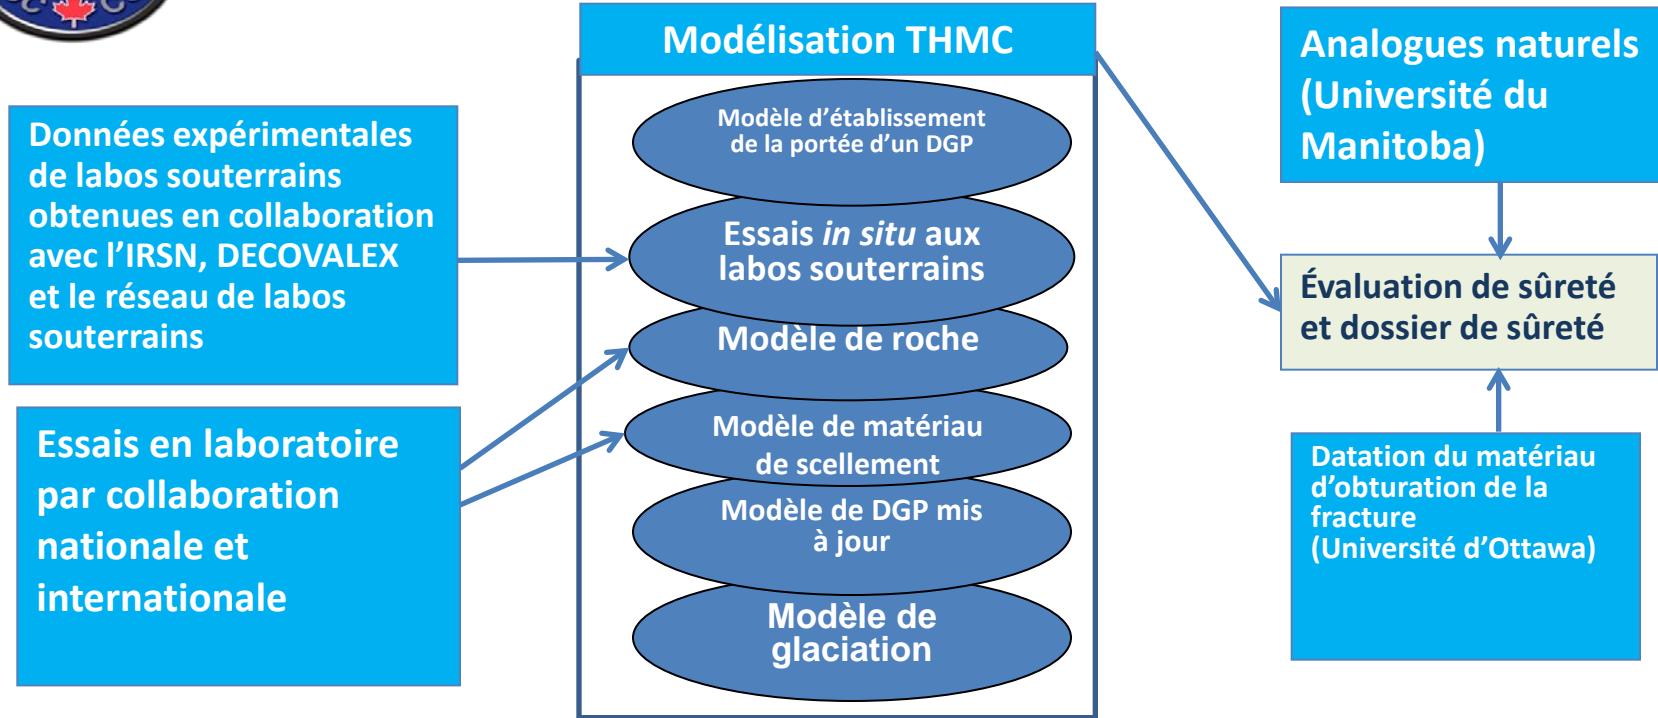 Données expérimentales
de labos souterrains
obtenues en collaboration
avec l'IRSN, DECOVALEX
et le réseau de labos
souterrains
Essais en laboratoire
par collaboration
nationale et
internationale
Modélisation THMC
Modèle d'établissement
de la portée d'un DGP
Essais in situ aux
labos souterrains
Modèle de roche
Modèle de matériau
de scellement
Modèle de DGP mis
à jour
Modèle de
glaciation
Analogues naturels
(Université du
Manitoba)
Évaluation de sûreté
et dossier de sûreté
Datation du matériau
d'obturation de la
fracture
(Université d'Ottawa)